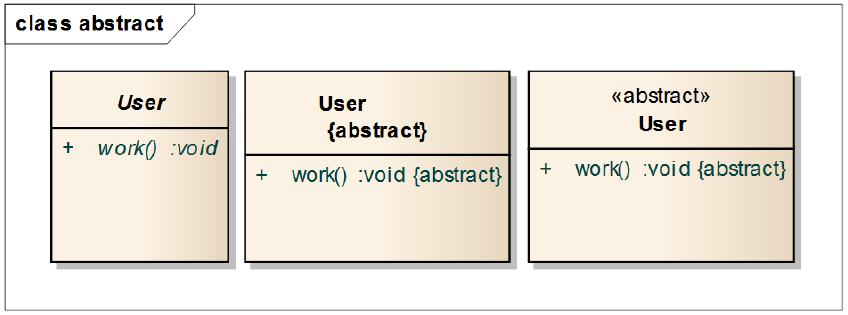 class abstract
User
+ work() :void
User
{abstract}
+ work() :void {abstract}
«abstract»
User
+ work() :void {abstract}